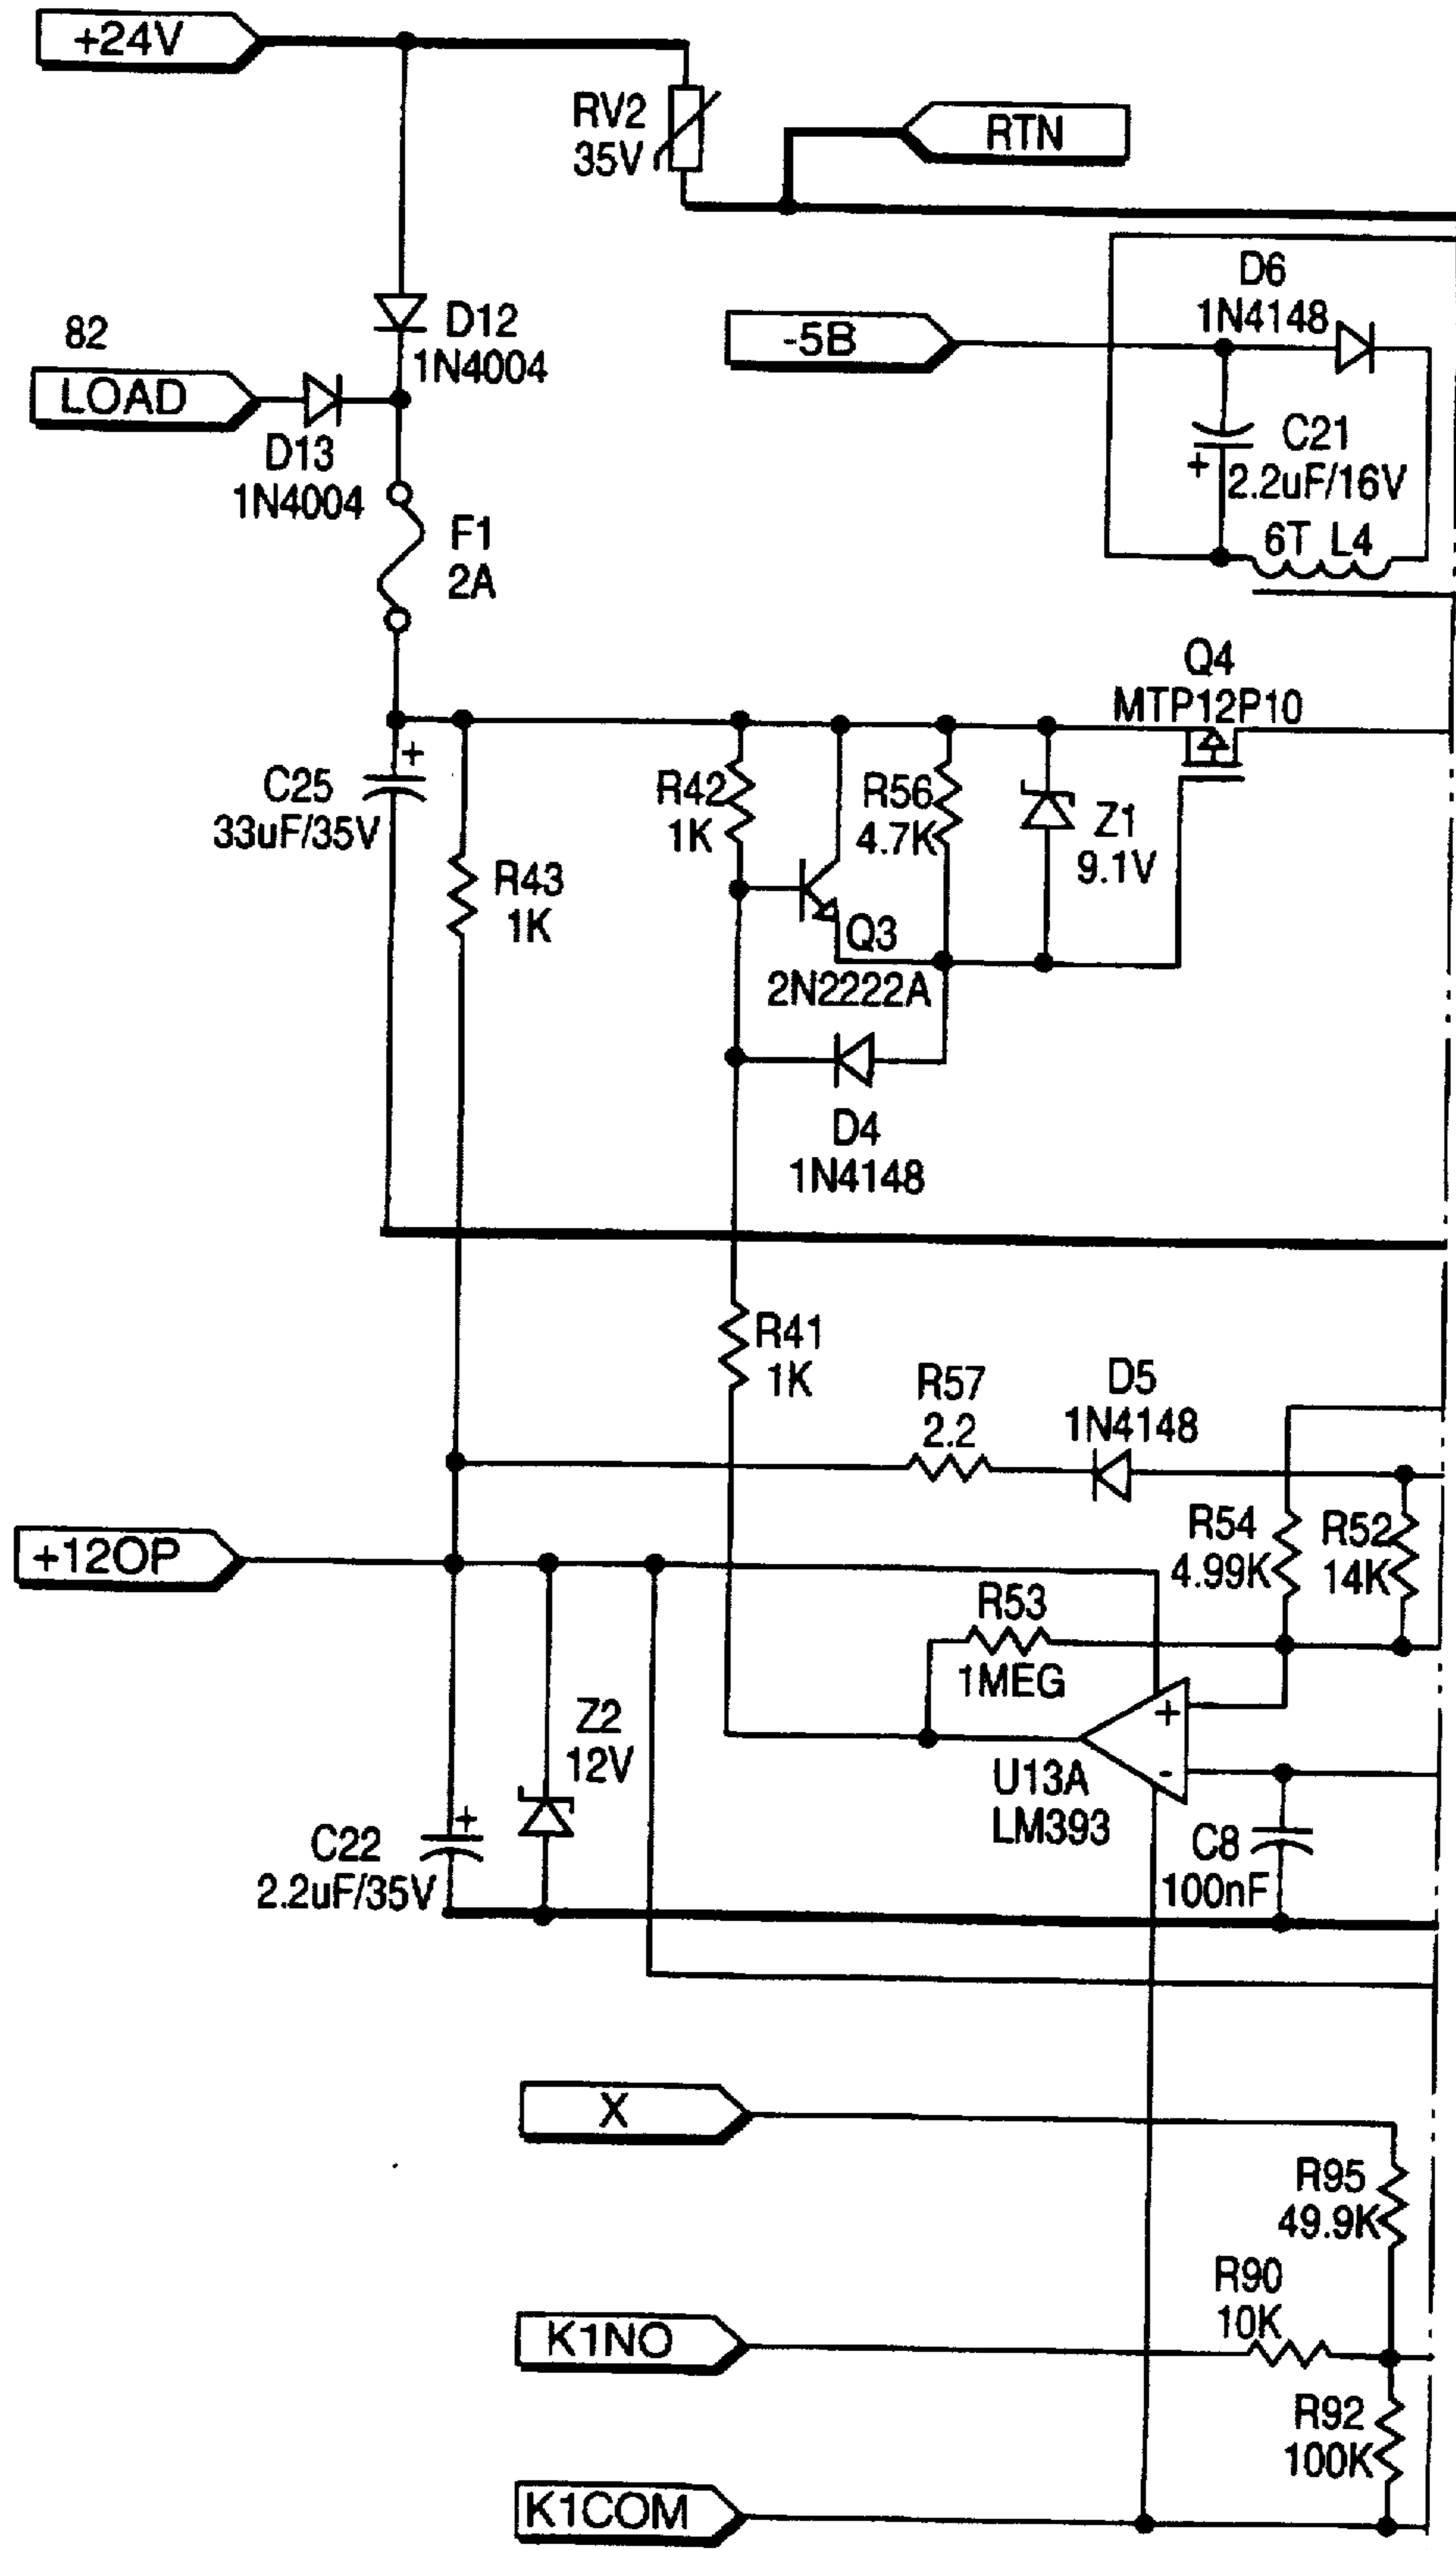 +24V
RV2
35V
RTN
D6
1N4148
82
D12
1N4004
-5B
LOAD
D13
1N4004
C21
+
2.2uF/16V
F1
2A
6T L4
Q4
MTP12P10
+
C25
33uF/35V
R42
1K
R56
4.7K
Z1
9.1V
R43
1K
Q3
2N2222A
D4
1N4148
R41
1K
R57
2.2
D5
1N4148
+12OP
R54
4.99K
R52
14K
R53
1MEG
Z2
12V
+
-
U13A
LM393
+
C22
2.2uF/35V
C8
100nF
X
R95
49.9K
R90
10K
K1NO
R92
100K
K1COM